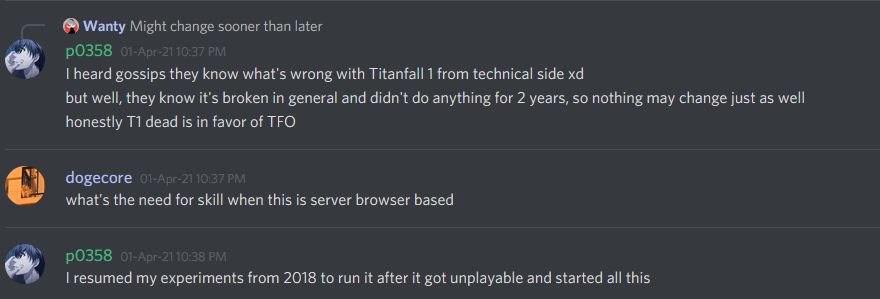 Wanty Might change sooner than later
p0358 01-Apr-21 10:37 PM
I heard gossips they know what's wrong with Titanfall 1 from technical side xd
but well, they know it's broken in general and didn't do anything for 2 years, so nothing may change just as well
honestly T1 dead is in favor of TFO
dogecore 01-Apr-21 10:37 PM
what's the need for skill when this is server browser based
p0358 01-Apr-21 10:38 PM
I resumed my experiments from 2018 to run it after it got unplayable and started all this